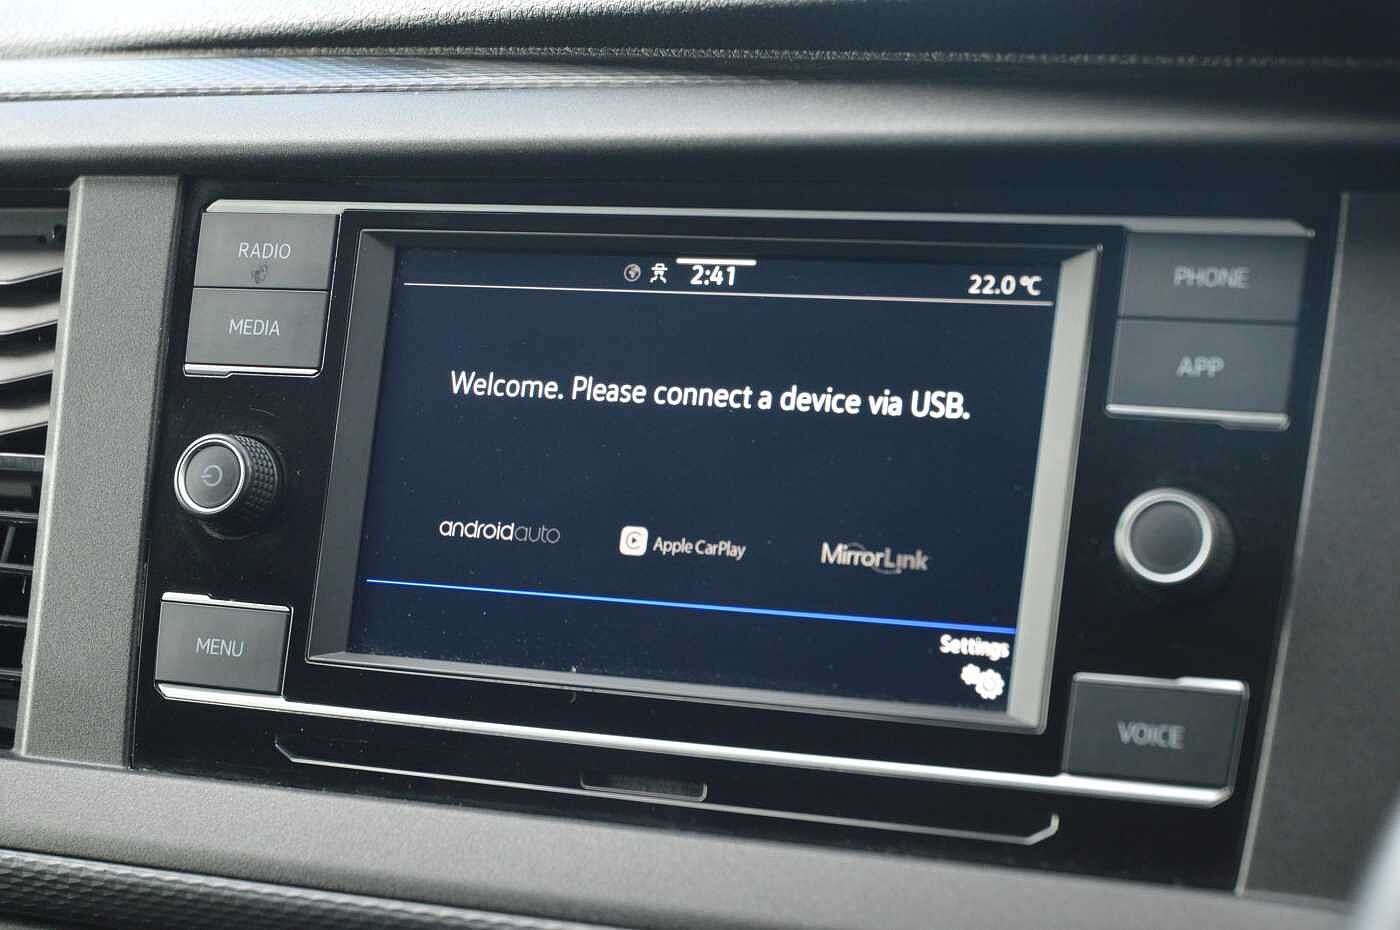 RADIO
MEDIA
MENU
2:41
22.0 °C
Welcome. Please connect a device via USB.
androidauto
Apple CarPlay
MirrorLink
Settings
PHONE
APP
VOICE